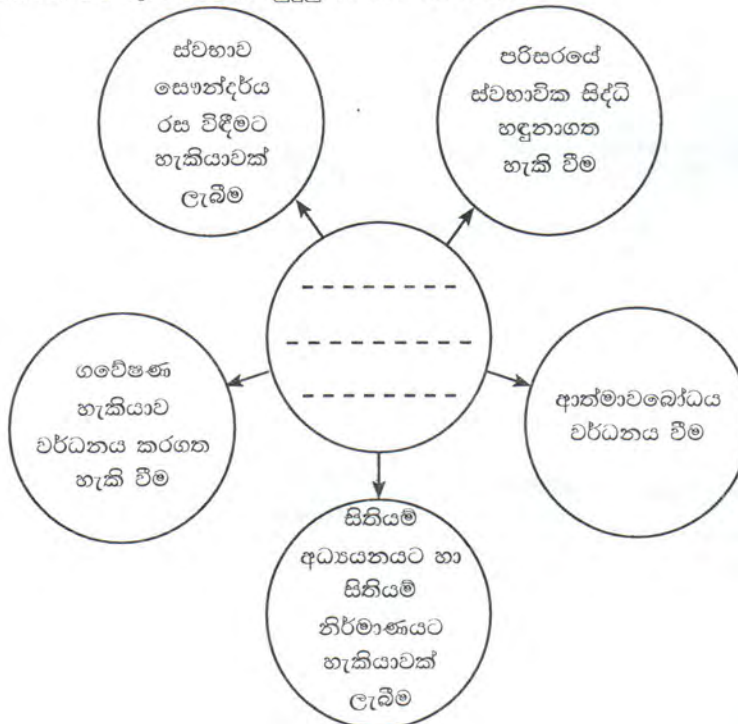 ස්වභාව
සෞන්දර්ය
රස විඳීමට
හැකියාවක්
ලැබීම
පරිසරයේ
ස්වභාවික සිද්ධි
හඳුනාගත
හැකි වීම
ගවේෂණ
හැකියාව
වර්ධනය කරගත
හැකි වීම
ආත්මාවබෝධය
වර්ධනය වීම
සිතියම්
අධ්‍යයනයට හා
සිතියම්
නිර්මාණයට
හැකියාවක්
ලැබීම